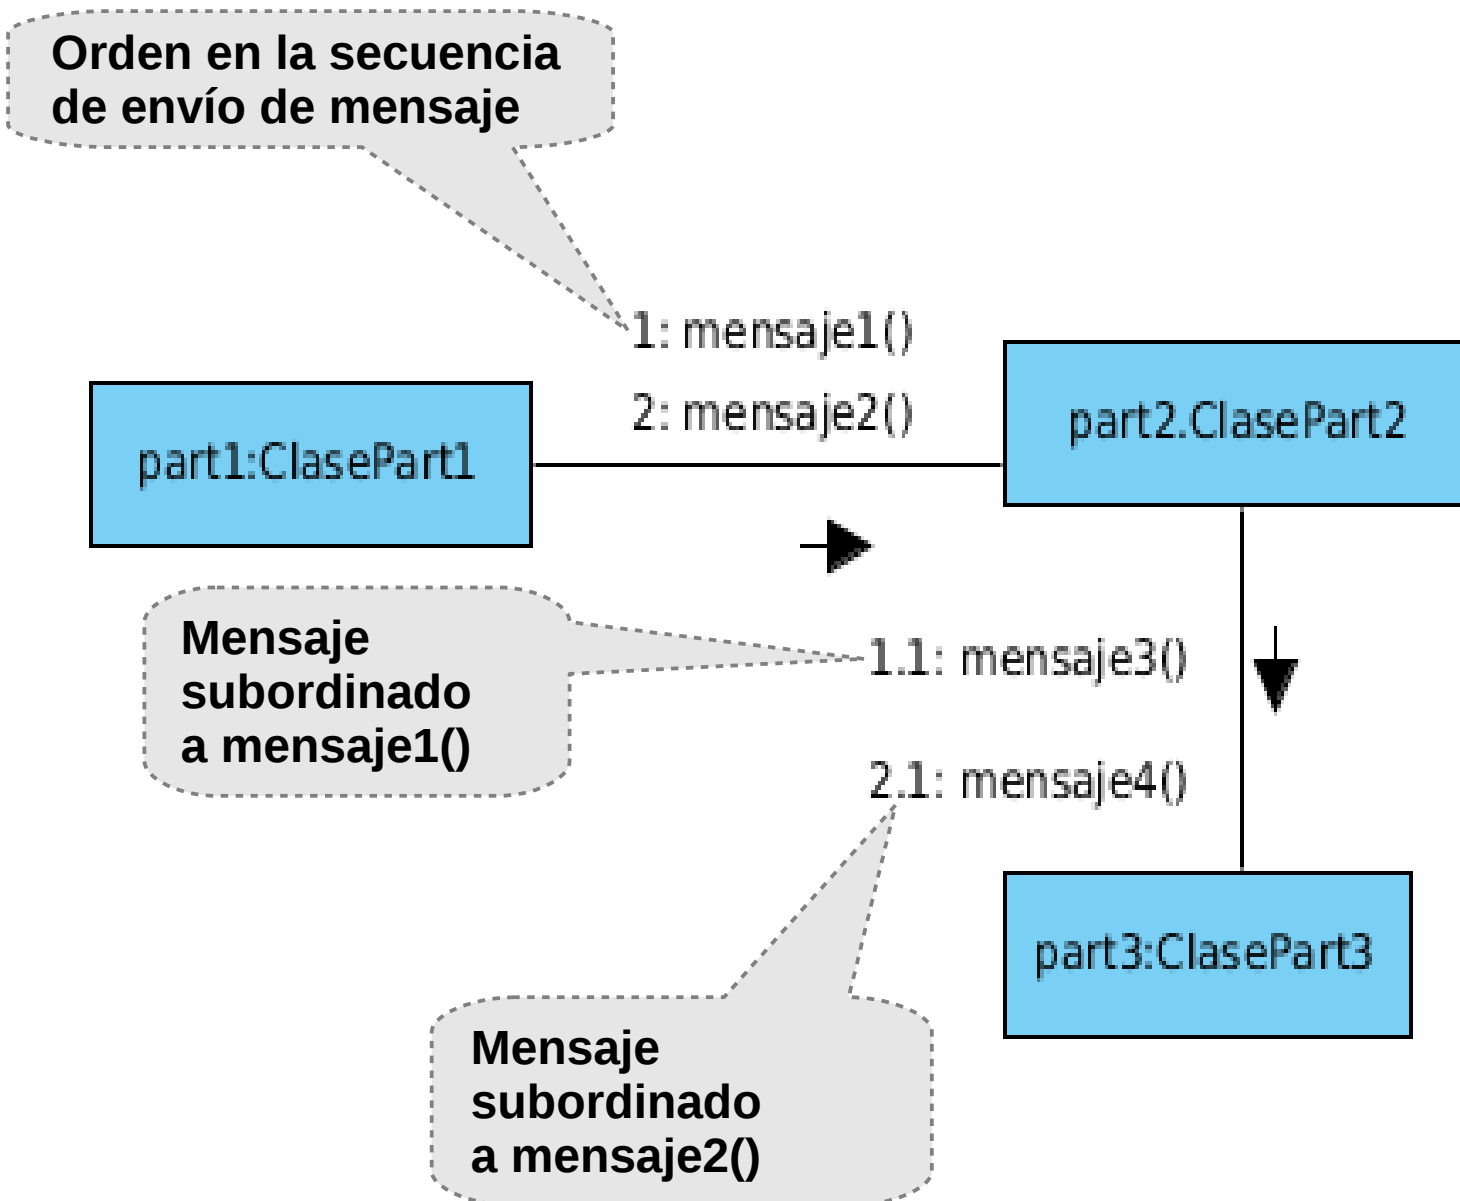 Orden en la secuencia
de envío de mensaje
1: mensaje1()
2: mensaje2()
part1:ClasePart1
part2.ClasePart2
Mensaje
subordinado
a mensaje1()
1.1: mensaje3()
2.1: mensaje4()
part3:ClasePart3
Mensaje
subordinado
a mensaje2()